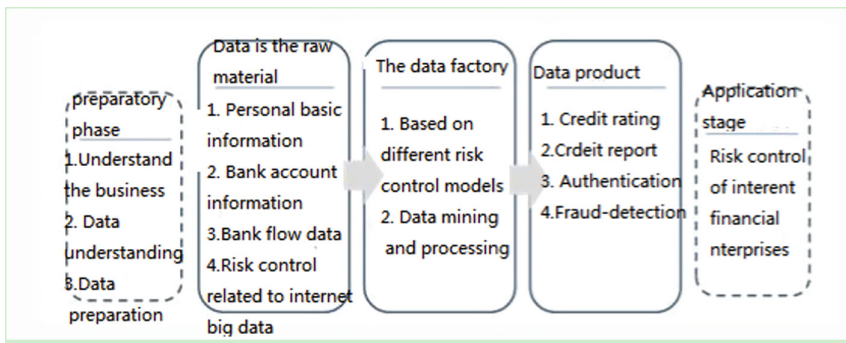 preparatory
phase
1.Understand
the business
2. Data
understanding
3.Data
preparation
Data is the raw
material
1. Personal basic
information
2. Bank account
information
3.Bank flow data
4.Risk control
related to internet
big data
The data factory
1. Based on
different risk
control models
2. Data mining
and processing
Data product
1. Credit rating
2.Crdeit report
3. Authentication
4.Fraud-detection
Application
stage
Risk control
of interent
financial
nterprises